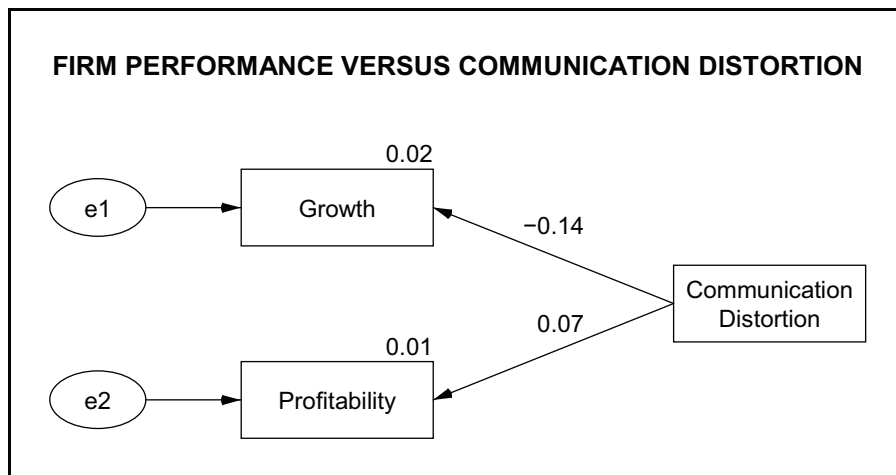 FIRM PERFORMANCE VERSUS COMMUNICATION DISTORTION
0.02
e1
Growth
−0.14
Communication
Distortion
0.07
0.01
e2
Profitability